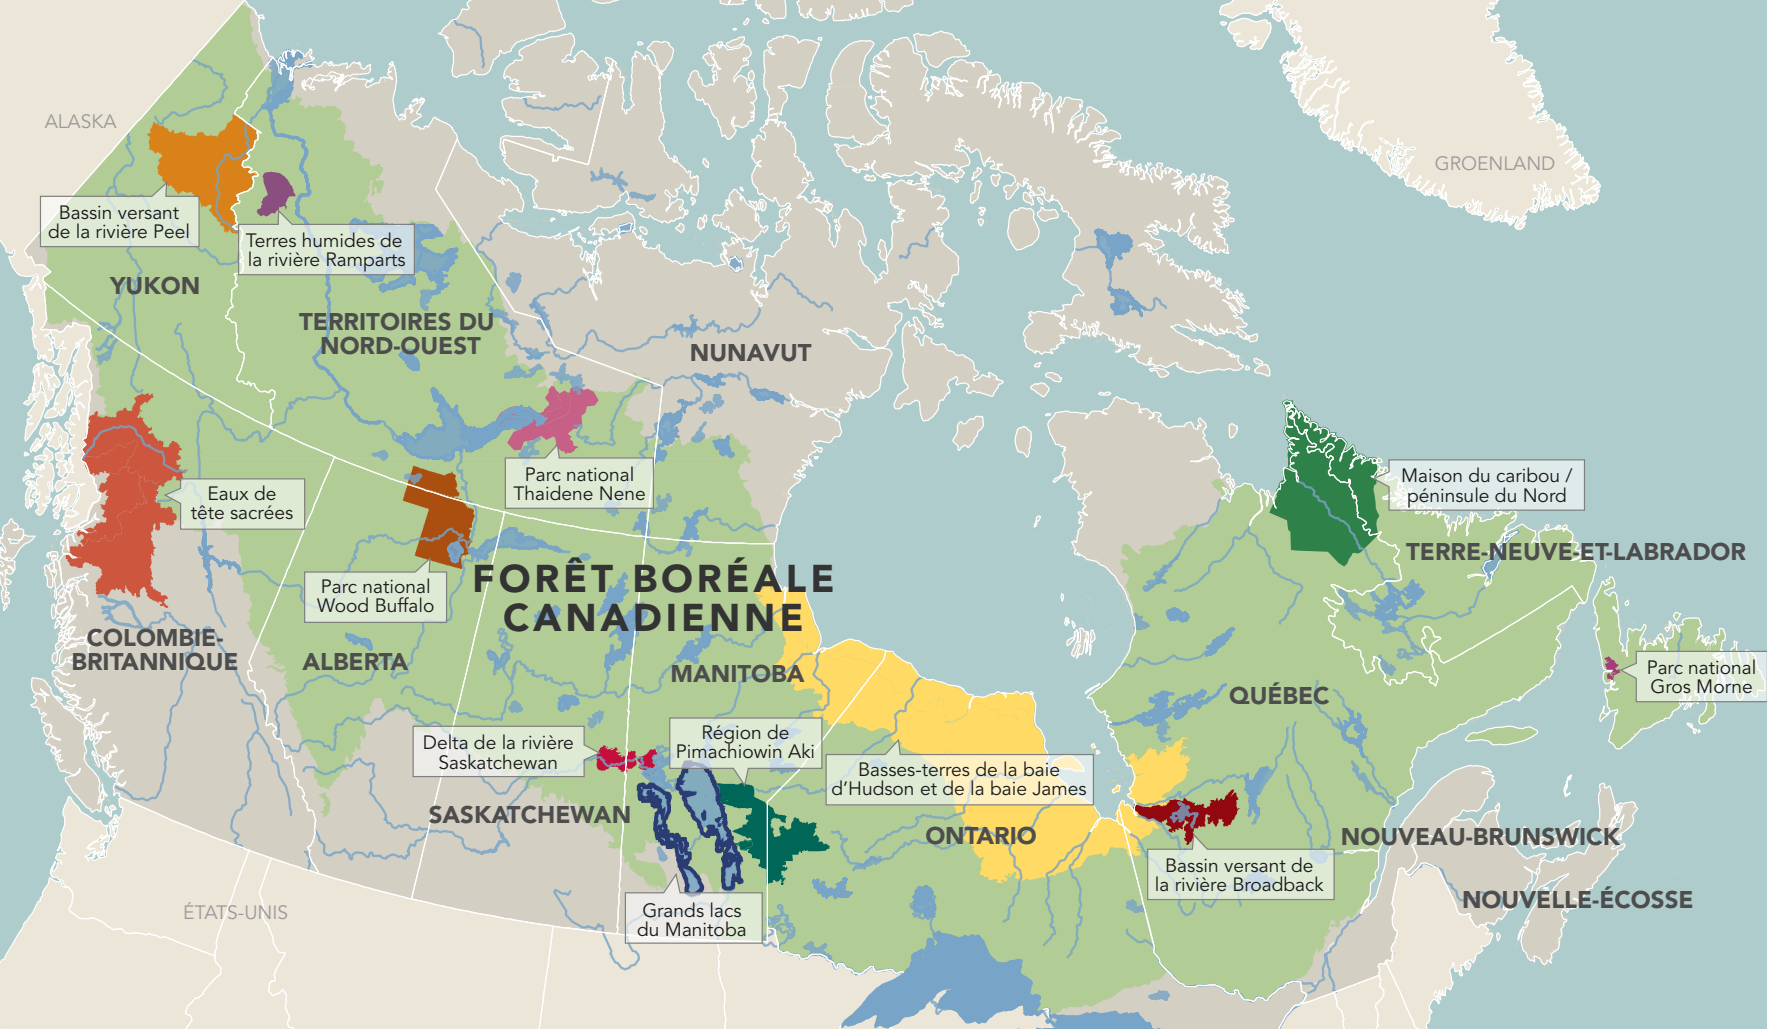 ALASKA
GROENLAND
Bassin versant
de la rivière Peel
Terres humides de
la rivière Ramparts
YUKON
TERRITOIRES DU
NORD-OUEST
NUNAVUT
Parc national
Thaidene Nene
Eaux de
tête sacrées
Maison du caribou /
péninsule du Nord
TERRE-NEUVE-ET-LABRADOR
Parc national
Wood Buffalo
FORÊT BORÉALE
CANADIENNE
COLOMBIE-
BRITANNIQUE
ALBERTA
MANITOBA
QUÉBEC
Parc national
Gros Morne
Delta de la rivière
Saskatchewan
Région de
Pimachiowin Aki
Basses-terres de la baie
d’Hudson et de la baie James
SASKATCHEWAN
ONTARIO
NOUVEAU-BRUNSWICK
Bassin versant de
la rivière Broadback
NOUVELLE-ÉCOSSE
ÉTATS-UNIS
Grands lacs
du Manitoba